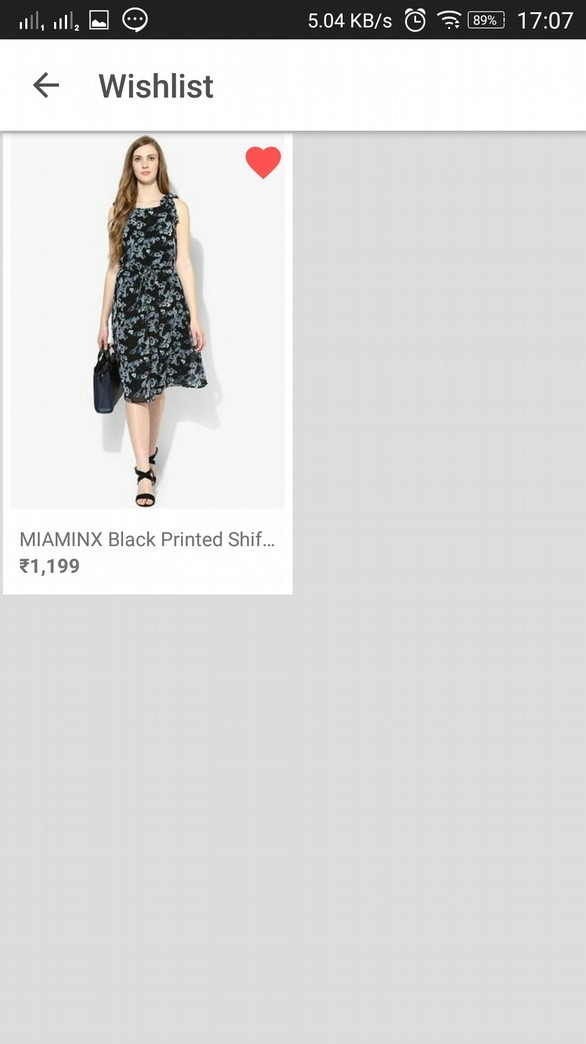 5.04 KB/s 89% 17:07
Wishlist
MIAMINX Black Printed Shif...
₹1,199